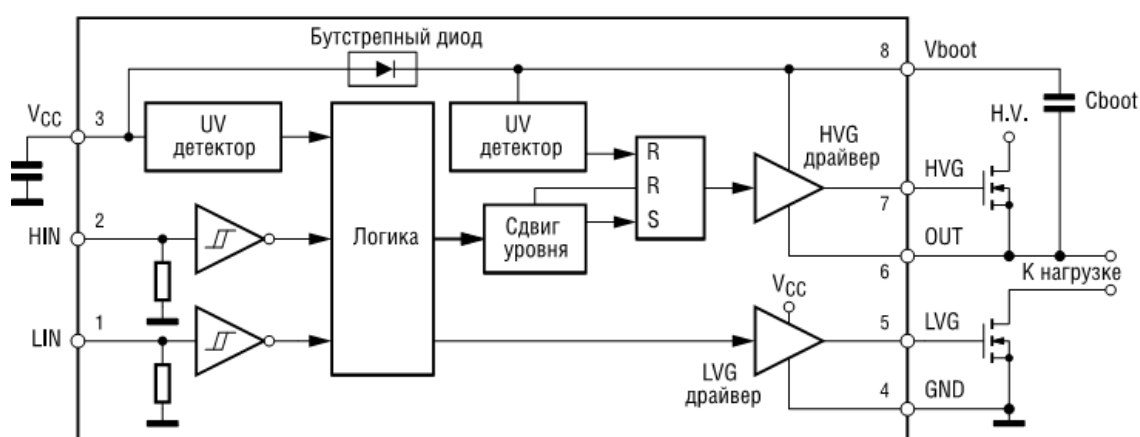 Бутстрепный диод
8
Vboot
Cboot
VCC
3
UV
детектор
UV
детектор
H.V.
HVG
драйвер
R
R
S
HVG
7
HIN
2
Логика
Сдвиг
уровня
OUT
6
К нагрузке
VCC
LIN
1
5
LVG
LVG
драйвер
4
GND